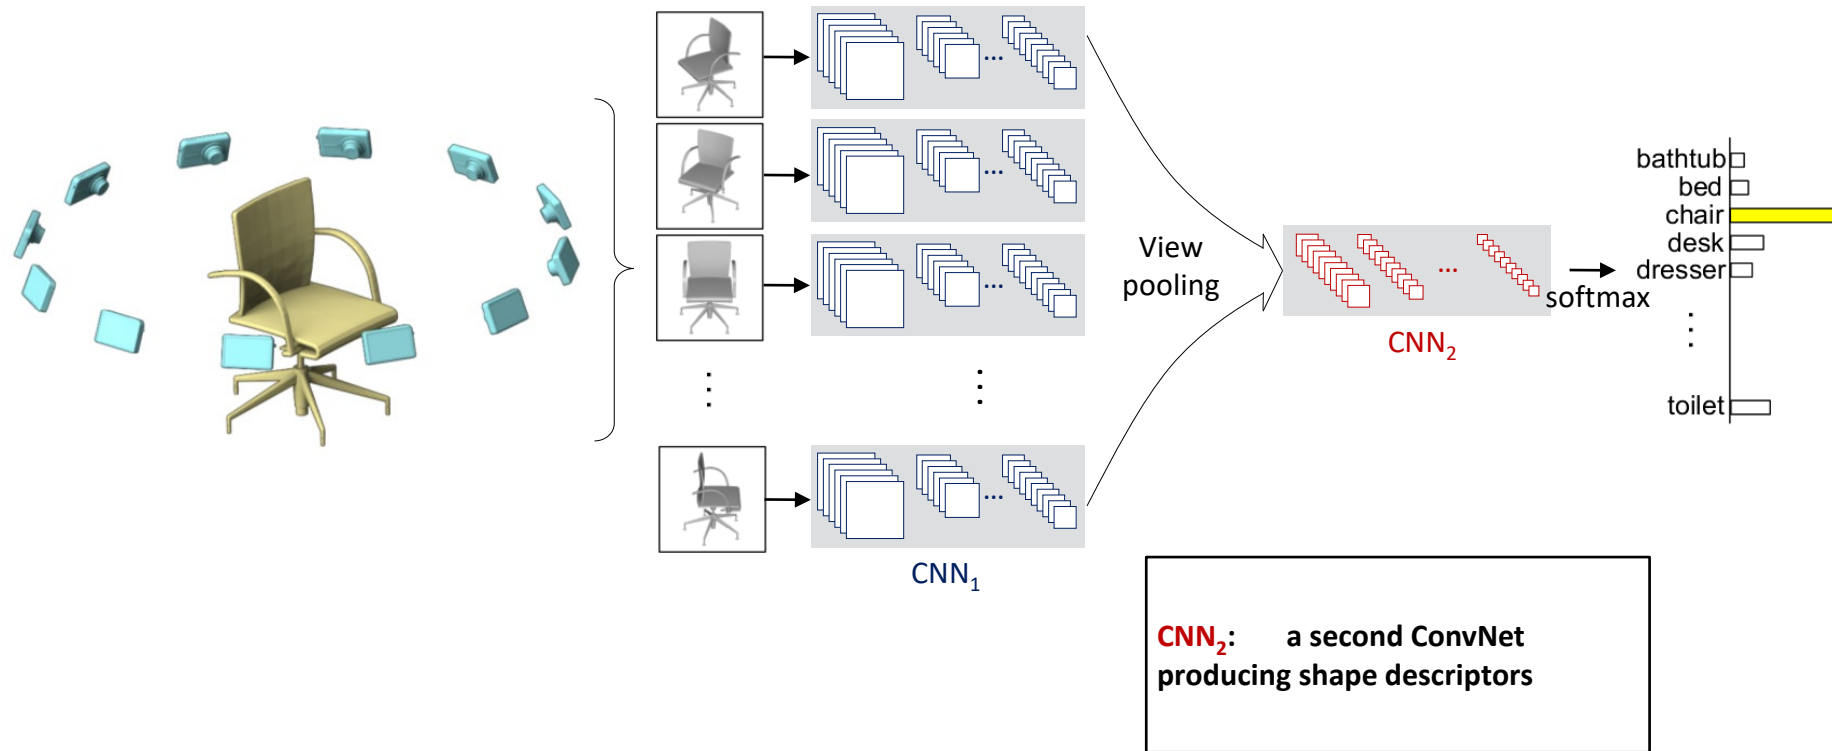 View
pooling
CNN₁
CNN₂
softmax
bathtub
bed
chair
desk
dresser
toilet
CNN₂: a second ConvNet
producing shape descriptors